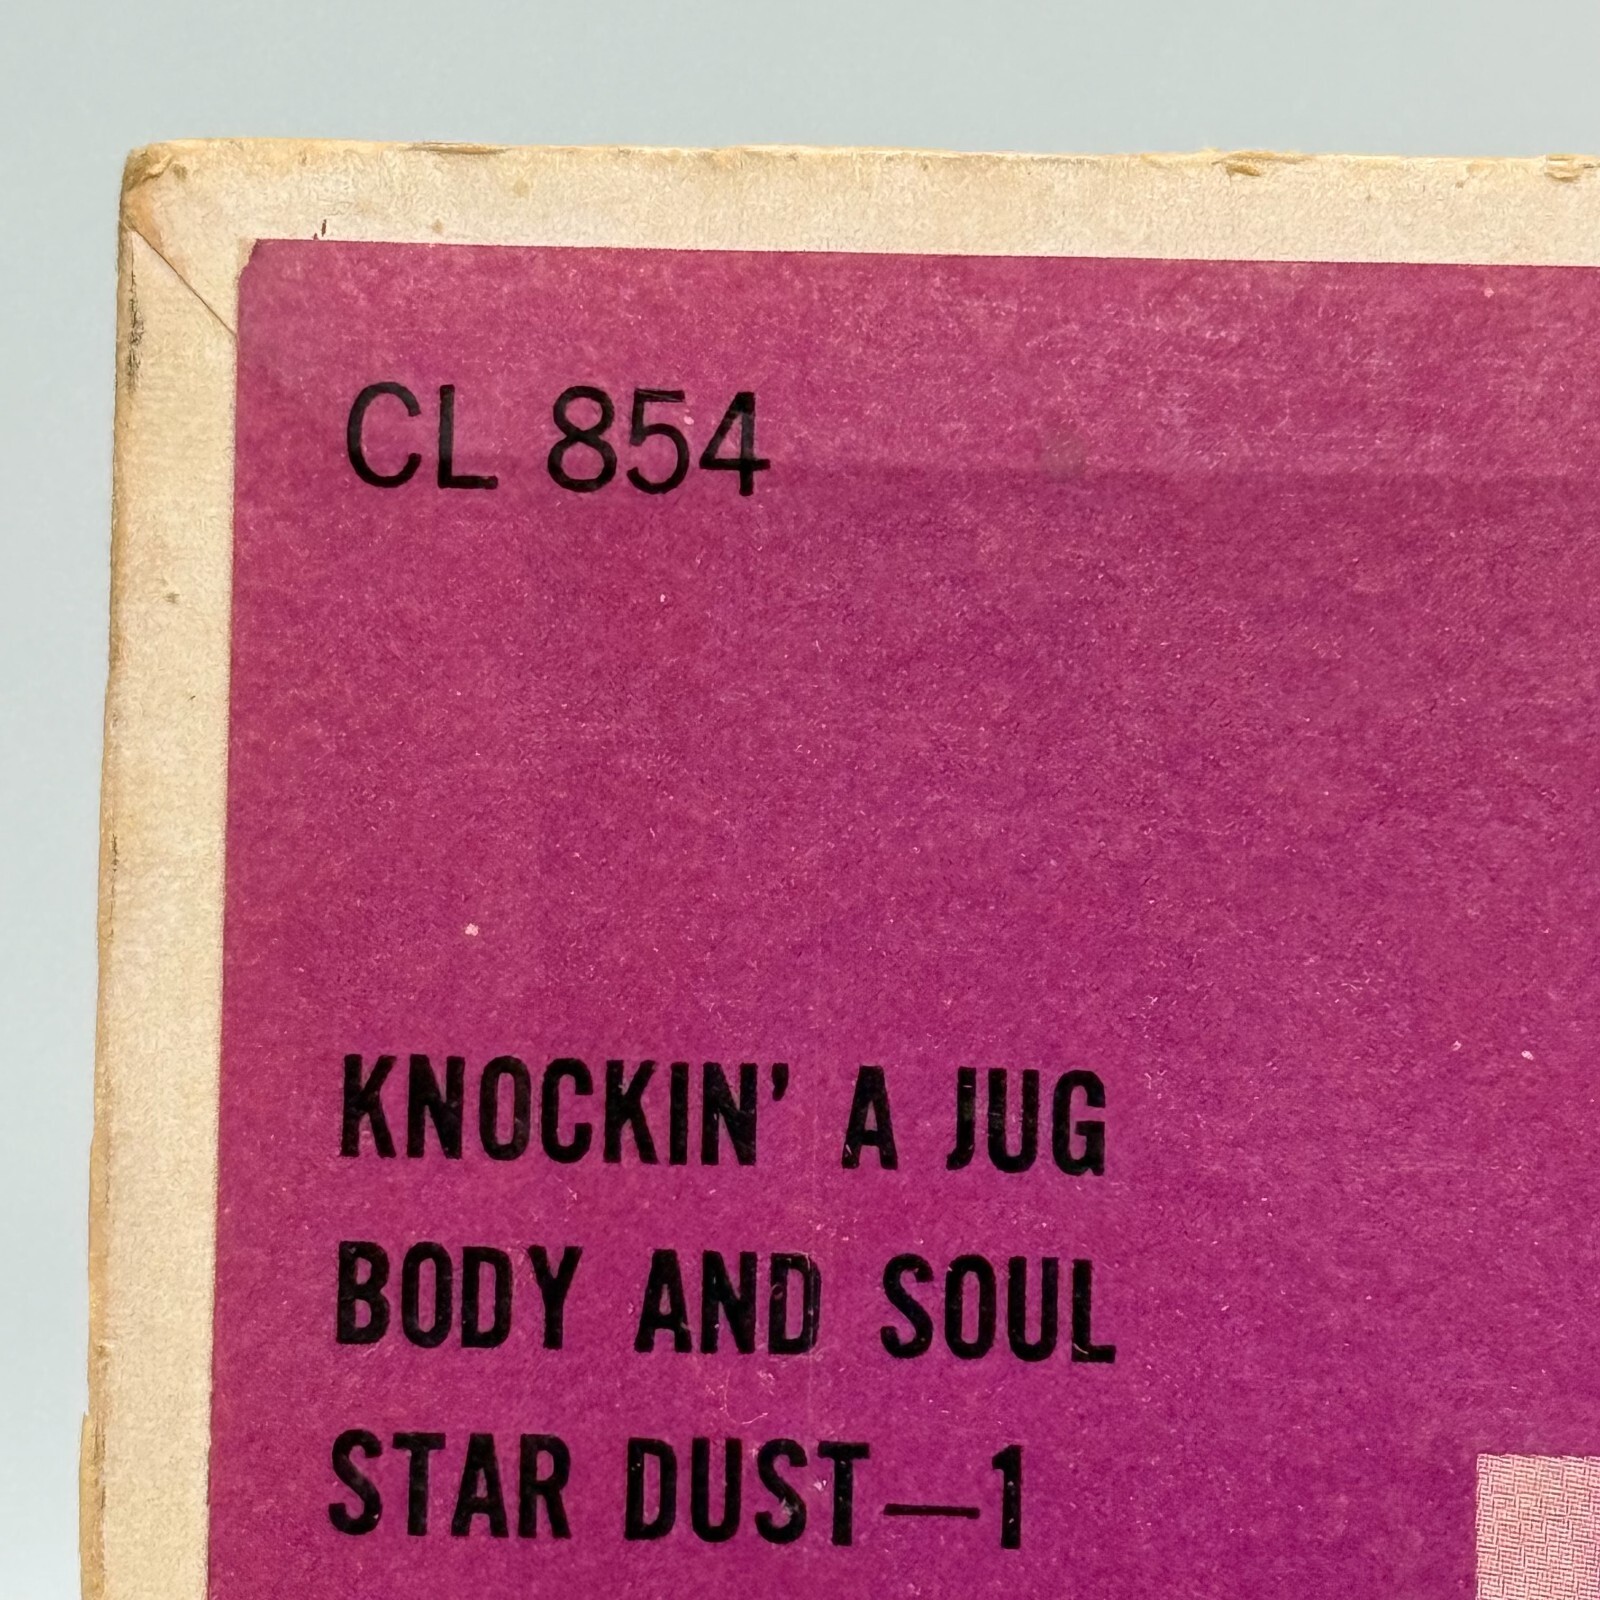 CL 854
KNOCKIN’ A JUG
BODY AND SOUL
STAR DUST—1